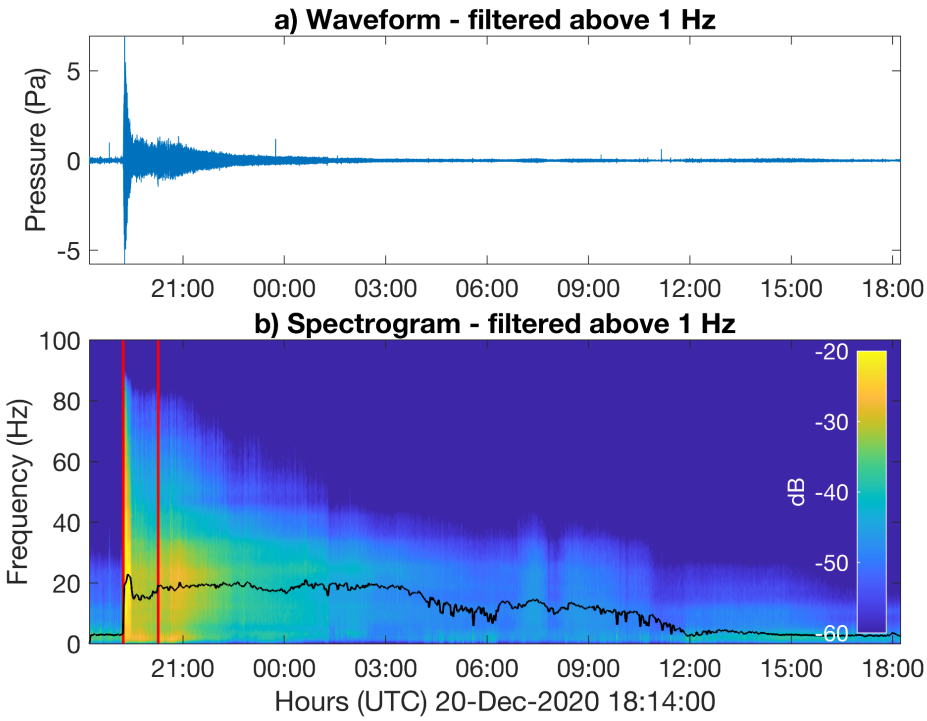 a) Waveform - filtered above 1 Hz
Pressure (Pa)
5
0
-5
21:00 00:00 03:00 06:00 09:00 12:00 15:00 18:00
b) Spectrogram - filtered above 1 Hz
Frequency (Hz)
100
80
60
40
20
0
dB
-20
-30
-40
-50
-60
21:00 00:00 03:00 06:00 09:00 12:00 15:00 18:00
Hours (UTC) 20-Dec-2020 18:14:00